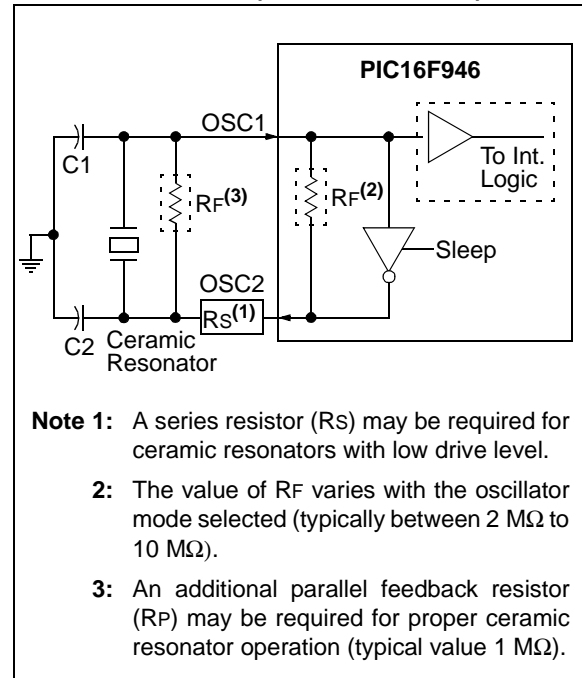 PIC16F946
OSC1
To Int.
Logic
C1
RF(3)
RF(2)
Sleep
OSC2
RS(1)
C2
Ceramic
Resonator
Note 1: A series resistor (RS) may be required for
ceramic resonators with low drive level.
2: The value of RF varies with the oscillator
mode selected (typically between 2 MΩ to
10 MΩ).
3: An additional parallel feedback resistor
(RP) may be required for proper ceramic
resonator operation (typical value 1 MΩ).